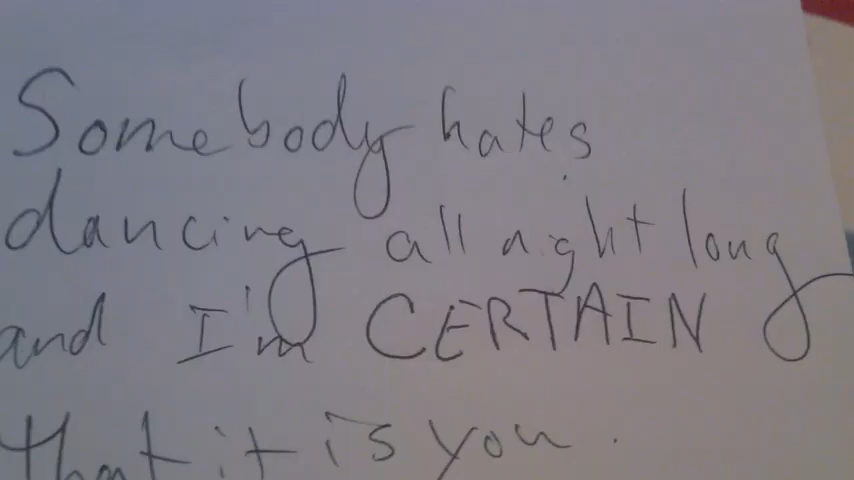 Somebody hates
dancing all night long
and I'm CERTAIN
that it is you.